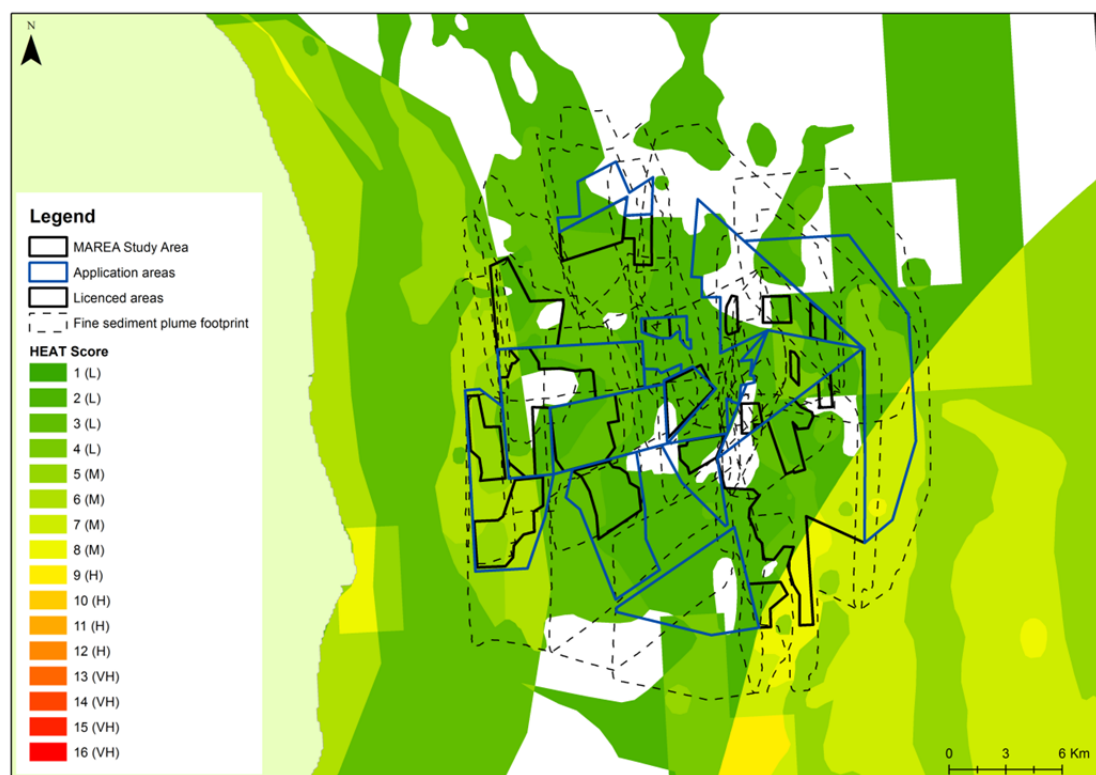 N
Legend
MAREA Study Area
Application areas
Licenced areas
Fine sediment plume footprint
HEAT Score
1 (L)
2 (L)
3 (L)
4 (L)
5 (M)
6 (M)
7 (M)
8 (M)
9 (H)
10 (H)
11 (H)
12 (H)
13 (VH)
14 (VH)
15 (VH)
16 (VH)
0 3 6 Km